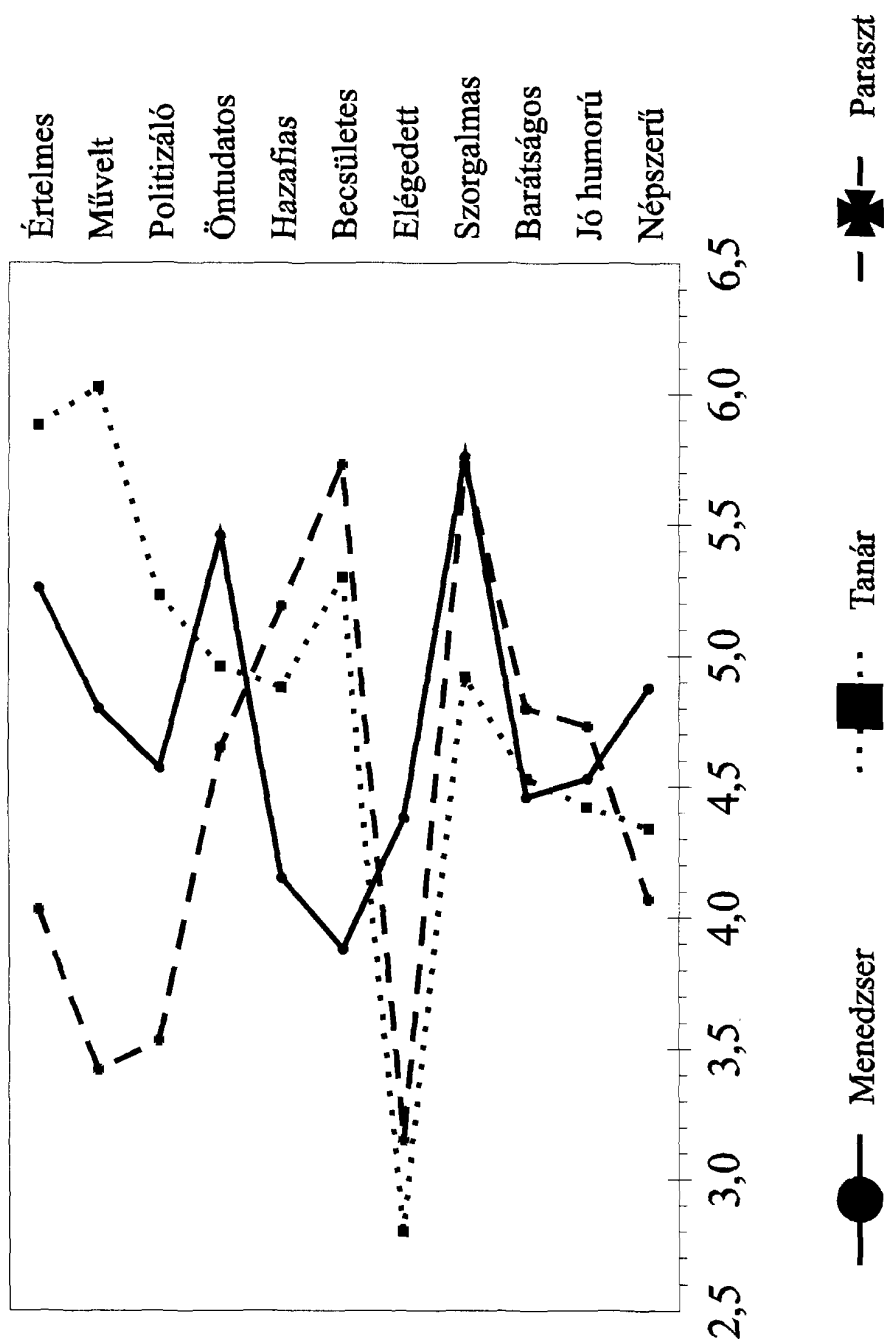 Értelmes
Művelt
Politizáló
Öntudatos
Hazafias
Becsületes
Elégedett
Szorgalmas
Barátságos
Jó humorú
Népszerű
2,5
3,0
3,5
4,0
4,5
5,0
5,5
6,0
6,5
Menedzser
Tanár
Paraszt